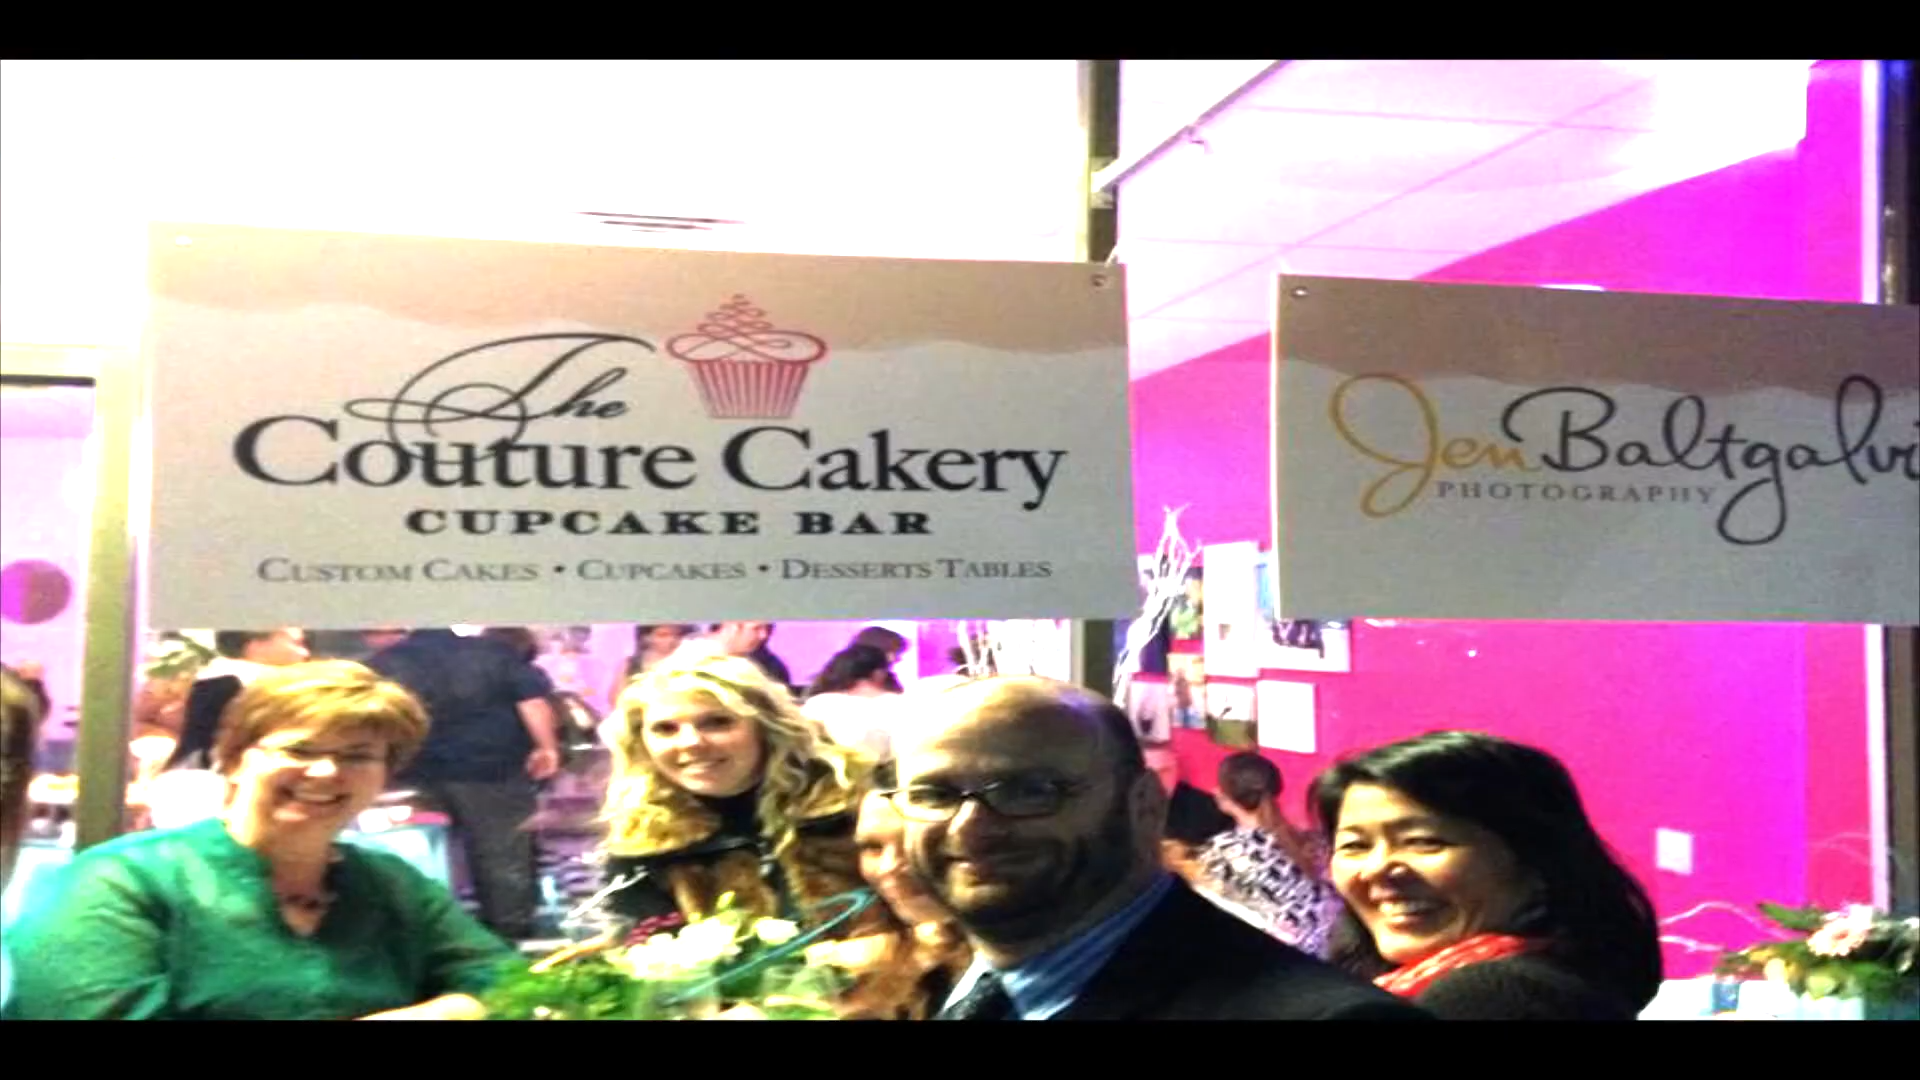 The
Couture Cakery
CUPCAKE BAR
CUSTOM CAKES • CUPCAKES • DESSERTS TABLES
Jen Baltgalvi
PHOTOGRAPHY